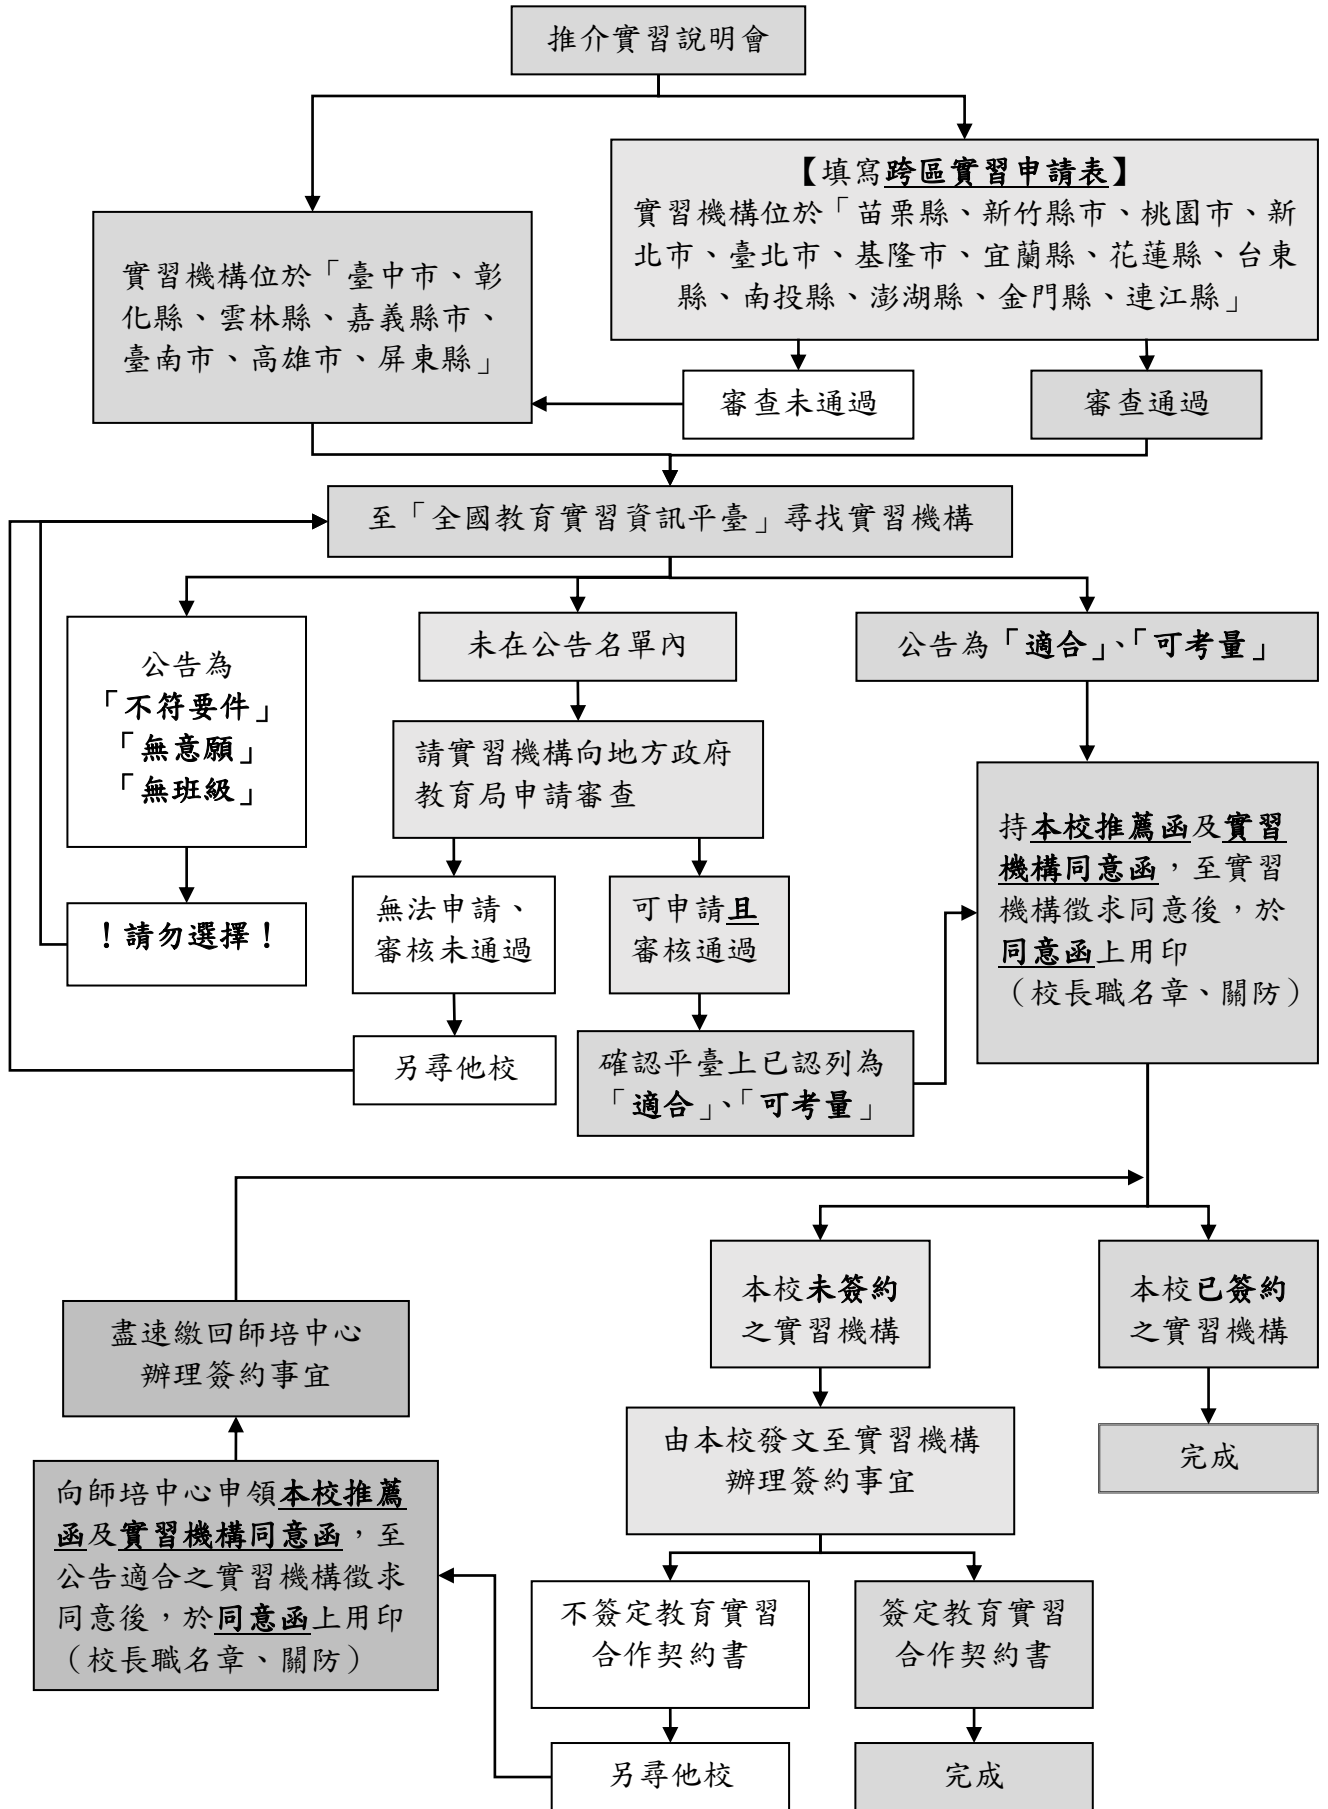 推介實習說明會
【填寫跨區實習申請表】
實習機構位於「苗栗縣、新竹縣市、桃園市、新
北市、臺北市、基隆市、宜蘭縣、花蓮縣、台東
縣、南投縣、澎湖縣、金門縣、連江縣」
實習機構位於「臺中市、彰
化縣、雲林縣、嘉義縣市、
臺南市、高雄市、屏東縣」
審查未通過
審查通過
至「全國教育實習資訊平臺」尋找實習機構
公告為
「不符要件」
「無意願」
「無班級」
！請勿選擇！
未在公告名單內
請實習機構向地方政府
教育局申請審查
無法申請、
審核未通過
另尋他校
可申請且
審核通過
確認平臺上已認列為
「適合」、「可考量」
公告為「適合」、「可考量」
持本校推薦函及實習
機構同意函，至實習
機構徵求同意後，於
同意函上用印
（校長職名章、關防）
本校未簽約
之實習機構
本校已簽約
之實習機構
完成
由本校發文至實習機構
辦理簽約事宜
不簽定教育實習
合作契約書
簽定教育實習
合作契約書
另尋他校
完成
盡速繳回師培中心
辦理簽約事宜
向師培中心申領本校推薦
函及實習機構同意函，至
公告適合之實習機構徵求
同意後，於同意函上用印
（校長職名章、關防）